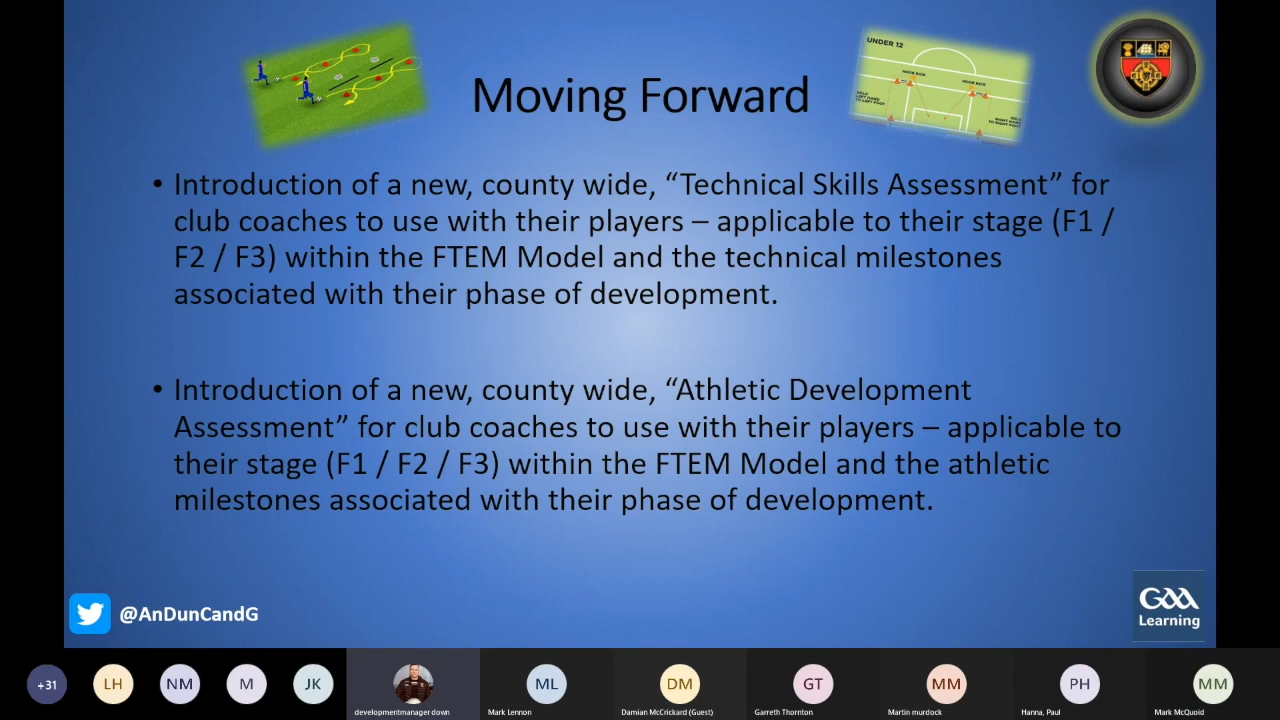 Moving Forward
UNDER 12
HOOK KICK
HOOK KICK
• Introduction of a new, county wide, “Technical Skills Assessment” for
club coaches to use with their players – applicable to their stage (F1 /
F2 / F3) within the FTEM Model and the technical milestones
associated with their phase of development.
• Introduction of a new, county wide, “Athletic Development
Assessment” for club coaches to use with their players – applicable to
their stage (F1 / F2 / F3) within the FTEM Model and the athletic
milestones associated with their phase of development.
@AnDunCandG
GAA
Learning
+31
LH
NM
M
JK
developmentmanager down
ML
Mark Lennon
DM
Damian McCrickard (Guest)
GT
Garreth Thornton
MM
Martin murdock
PH
Hanna, Paul
MM
Mark McQuoid